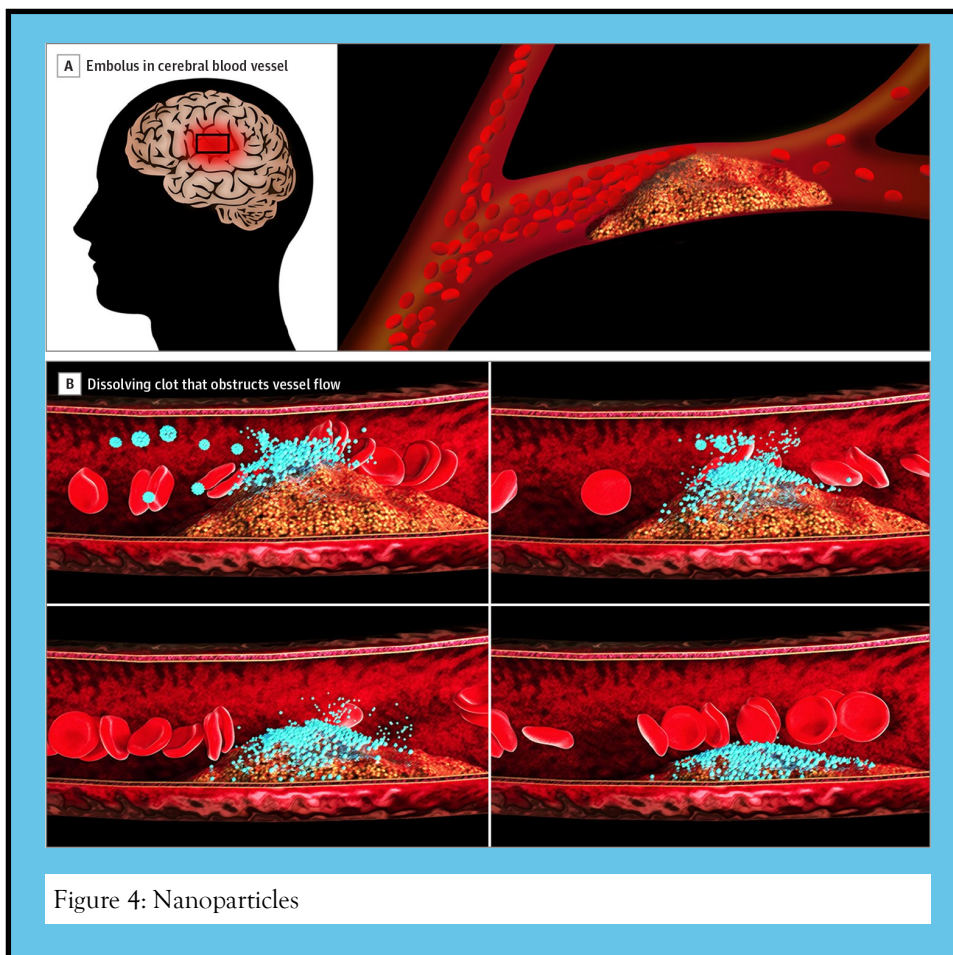 A Embolus in cerebral blood vessel
B Dissolving clot that obstructs vessel flow
Figure 4: Nanoparticles